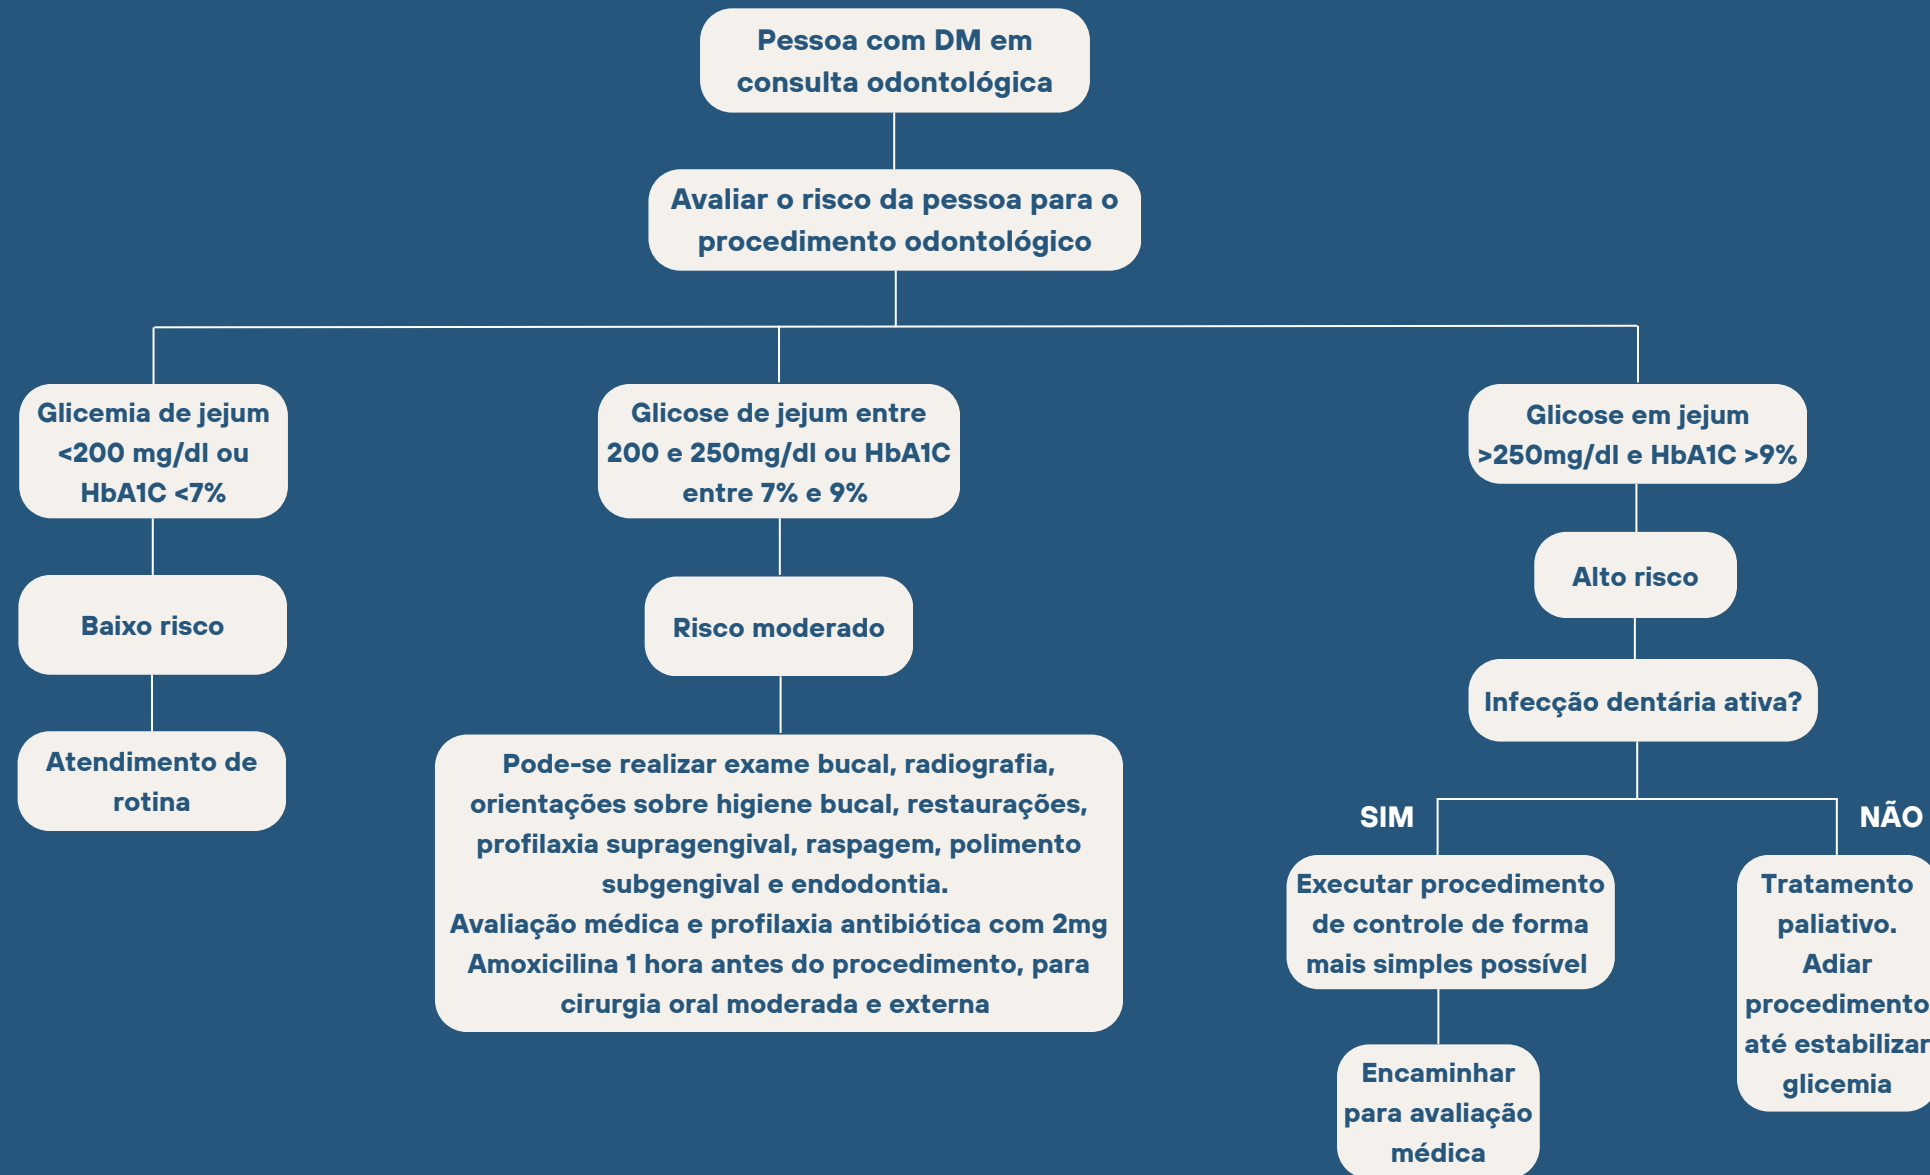 Pessoa com DM em
consulta odontológica
Avaliar o risco da pessoa para o
procedimento odontológico
Glicemia de jejum
<200 mg/dl ou
HbA1C <7%
Baixo risco
Atendimento de
rotina
Glicose de jejum entre
200 e 250mg/dl ou HbA1C
entre 7% e 9%
Risco moderado
Pode-se realizar exame bucal, radiografia,
orientações sobre higiene bucal, restaurações,
profilaxia supragengival, raspagem, polimento
subgengival e endodontia.
Avaliação médica e profilaxia antibiótica com 2mg
Amoxicilina 1 hora antes do procedimento, para
cirurgia oral moderada e externa
Glicose em jejum
>250mg/dl e HbA1C >9%
Alto risco
Infecção dentária ativa?
SIM
Executar procedimento
de controle de forma
mais simples possível
Encaminhar
para avaliação
médica
NÃO
Tratamento
paliativo.
Adiar
procedimento
até estabilizar
glicemia